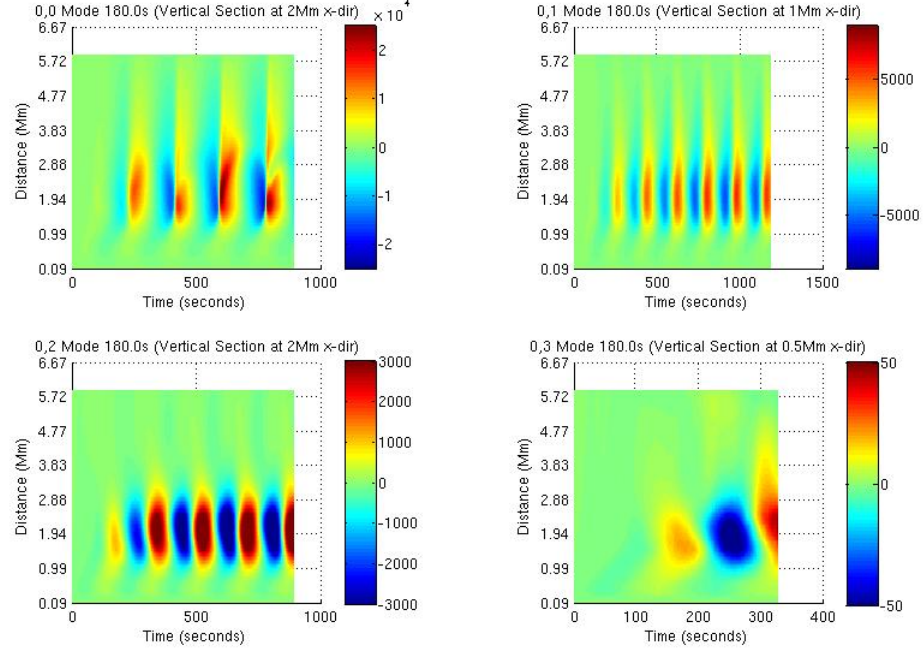 0,0 Mode 180.0s (Vertical Section at 2Mm x-dir)
x 10^4
6.67
5.72
4.77
3.83
2.88
1.94
0.99
0.09
Distance (Mm)
0 500 1000
Time (seconds)
2
1
0
-1
-2
0,1 Mode 180.0s (Vertical Section at 1Mm x-dir)
6.67
5.72
4.77
3.83
2.88
1.94
0.99
0.09
Distance (Mm)
0 500 1000 1500
Time (seconds)
5000
0
-5000
0,2 Mode 180.0s (Vertical Section at 2Mm x-dir)
6.67
5.72
4.77
3.83
2.88
1.94
0.99
0.09
Distance (Mm)
0 500 1000
Time (seconds)
3000
2000
1000
0
-1000
-2000
-3000
0,3 Mode 180.0s (Vertical Section at 0.5Mm x-dir)
6.67
5.72
4.77
3.83
2.88
1.94
0.99
0.09
Distance (Mm)
0 100 200 300 400
Time (seconds)
50
0
-50